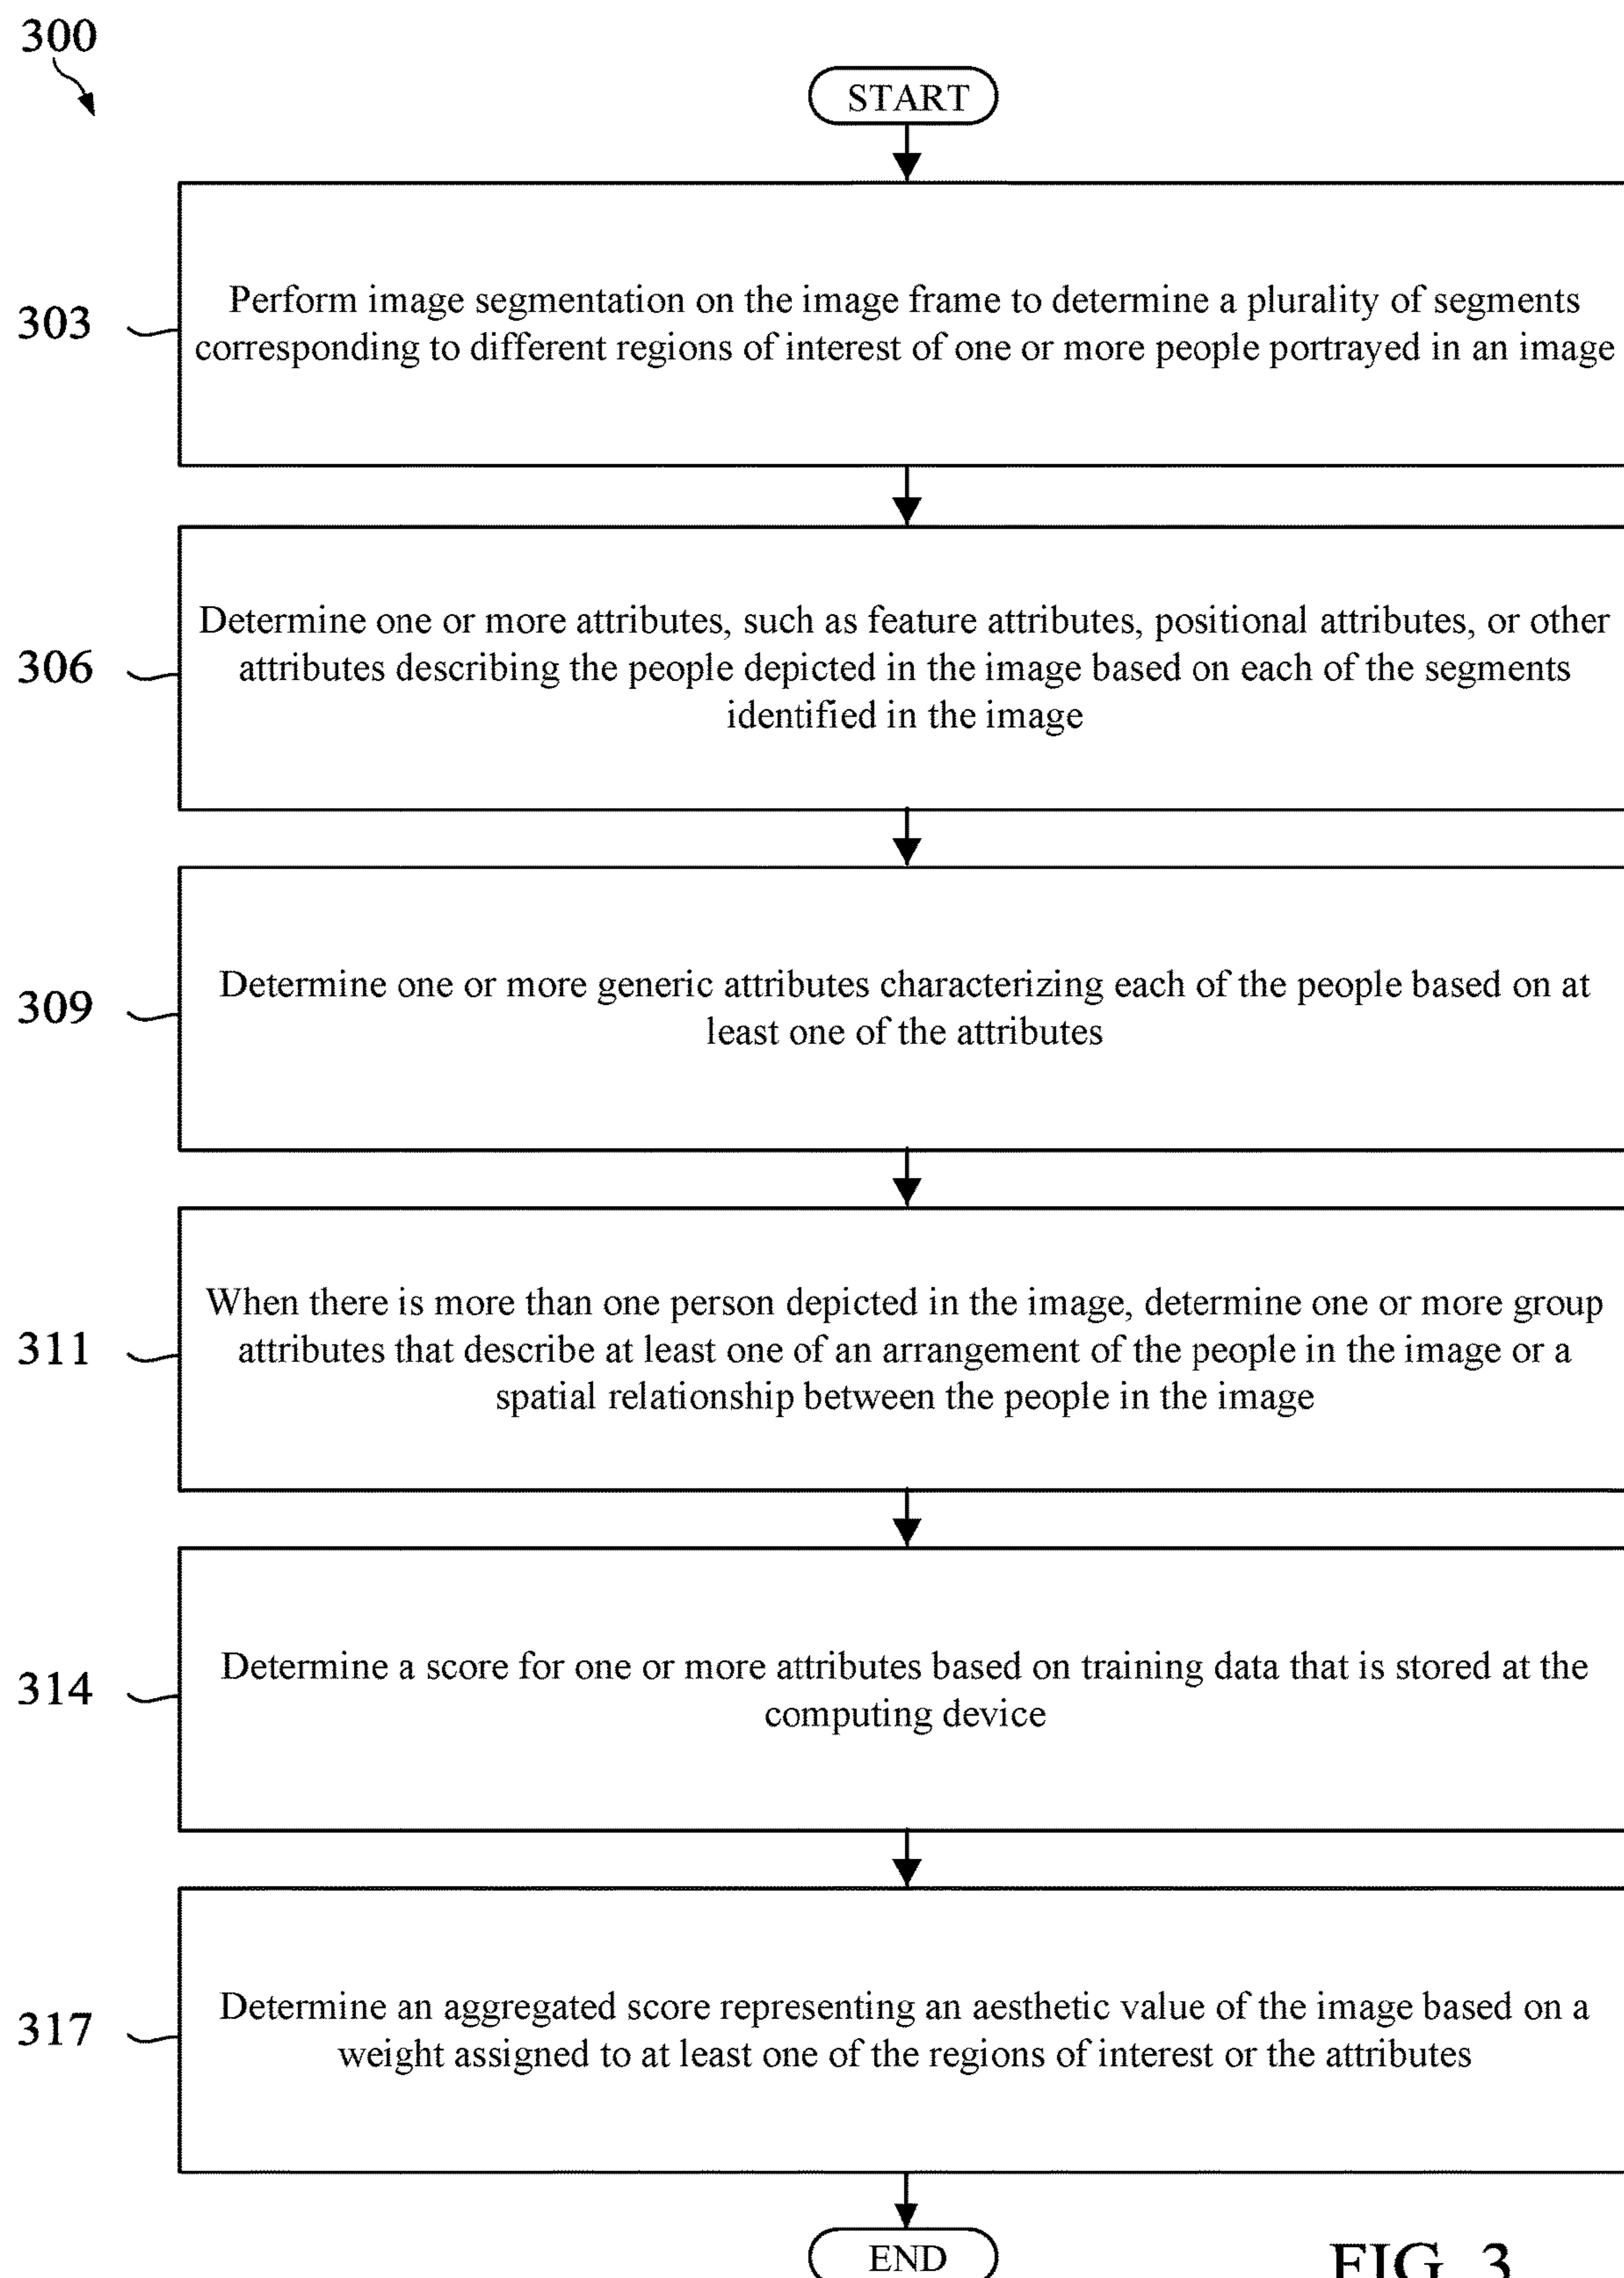 300
START
303
Perform image segmentation on the image frame to determine a plurality of segments
corresponding to different regions of interest of one or more people portrayed in an image
306
Determine one or more attributes, such as feature attributes, positional attributes, or other
attributes describing the people depicted in the image based on each of the segments
identified in the image
309
Determine one or more generic attributes characterizing each of the people based on at
least one of the attributes
311
When there is more than one person depicted in the image, determine one or more group
attributes that describe at least one of an arrangement of the people in the image or a
spatial relationship between the people in the image
314
Determine a score for one or more attributes based on training data that is stored at the
computing device
317
Determine an aggregated score representing an aesthetic value of the image based on a
weight assigned to at least one of the regions of interest or the attributes
END
FIG. 3